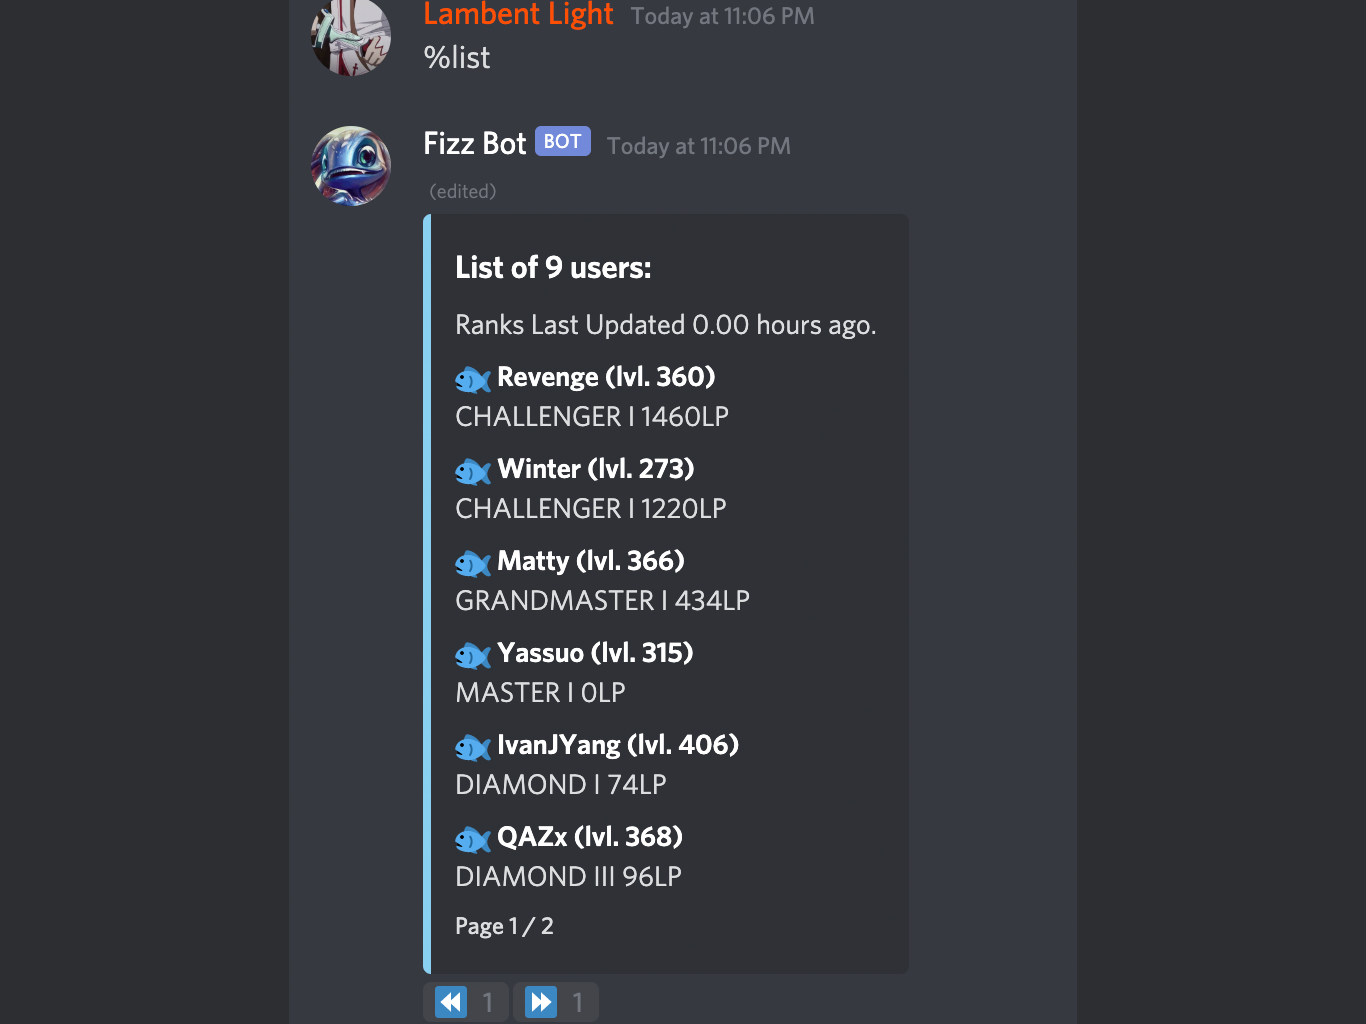 Lambent Light Today at 11:06 PM
%list
Fizz Bot BOT Today at 11:06 PM
(edited)
List of 9 users:
Ranks Last Updated 0.00 hours ago.
Revenge (lvl. 360)
CHALLENGER I 1460LP
Winter (lvl. 273)
CHALLENGER I 1220LP
Matty (lvl. 366)
GRANDMASTER I 434LP
Yassuo (lvl. 315)
MASTER I 0LP
IvanJYang (lvl. 406)
DIAMOND I 74LP
QAZx (lvl. 368)
DIAMOND III 96LP
Page 1 / 2
1 1